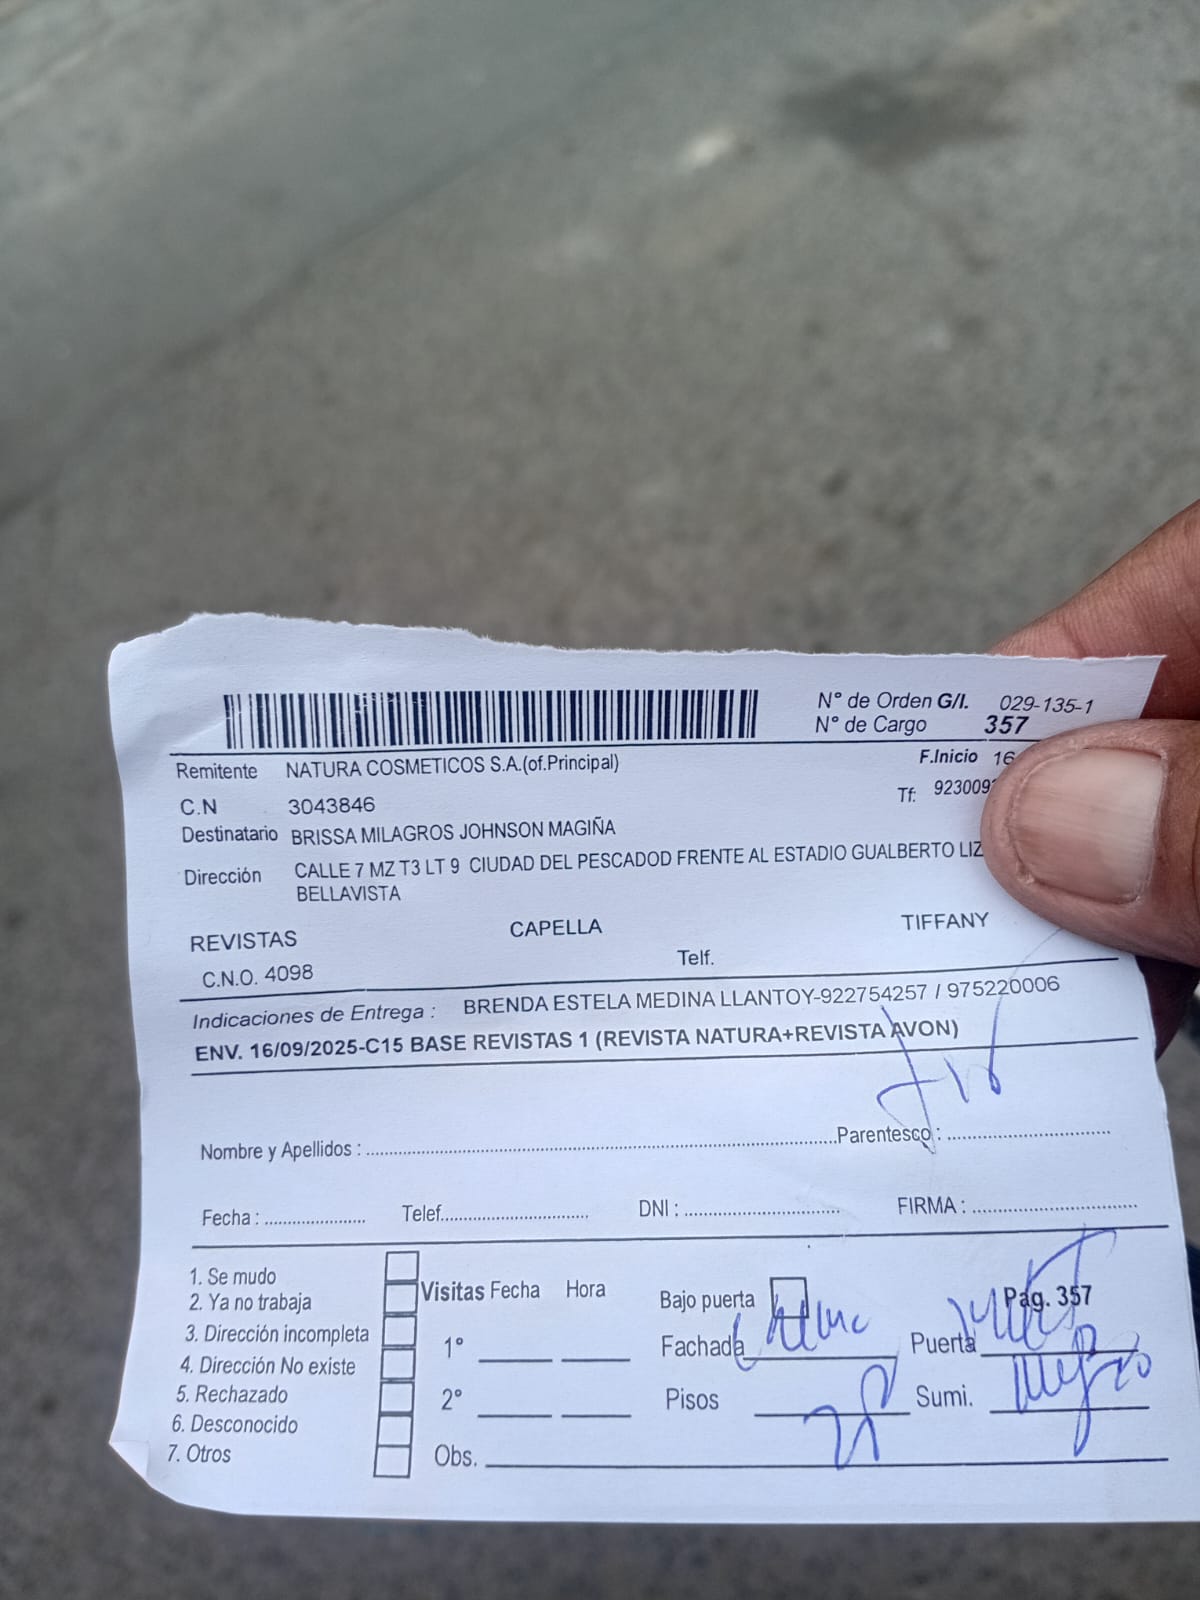 N° de Orden G/I. 029-135-1
N° de Cargo 357
Remitente NATURA COSMETICOS S.A.(of.Principal)
F.Inicio 16
C.N 3043846
Tf: 923009
Destinatario BRISSA MILAGROS JOHNSON MAGIÑA
Dirección CALLE 7 MZ T3 LT 9 CIUDAD DEL PESCADOD FRENTE AL ESTADIO GUALBERTO LIZ
BELLAVISTA
REVISTAS CAPELLA TIFFANY
C.N.O. 4098 Telf.
Indicaciones de Entrega : BRENDA ESTELA MEDINA LLANTOY-922754257 / 975220006
ENV. 16/09/2025-C15 BASE REVISTAS 1 (REVISTA NATURA+REVISTA AVON)
Nombre y Apellidos : Parentesco :
Fecha : Telef. DNI : FIRMA :
1. Se mudo
2. Ya no trabaja
3. Dirección incompleta
4. Dirección No existe
5. Rechazado
6. Desconocido
7. Otros
Visitas Fecha Hora
1°
2°
Obs.
Bajo puerta Pág. 357
Fachada Puerta
Pisos Sumi.